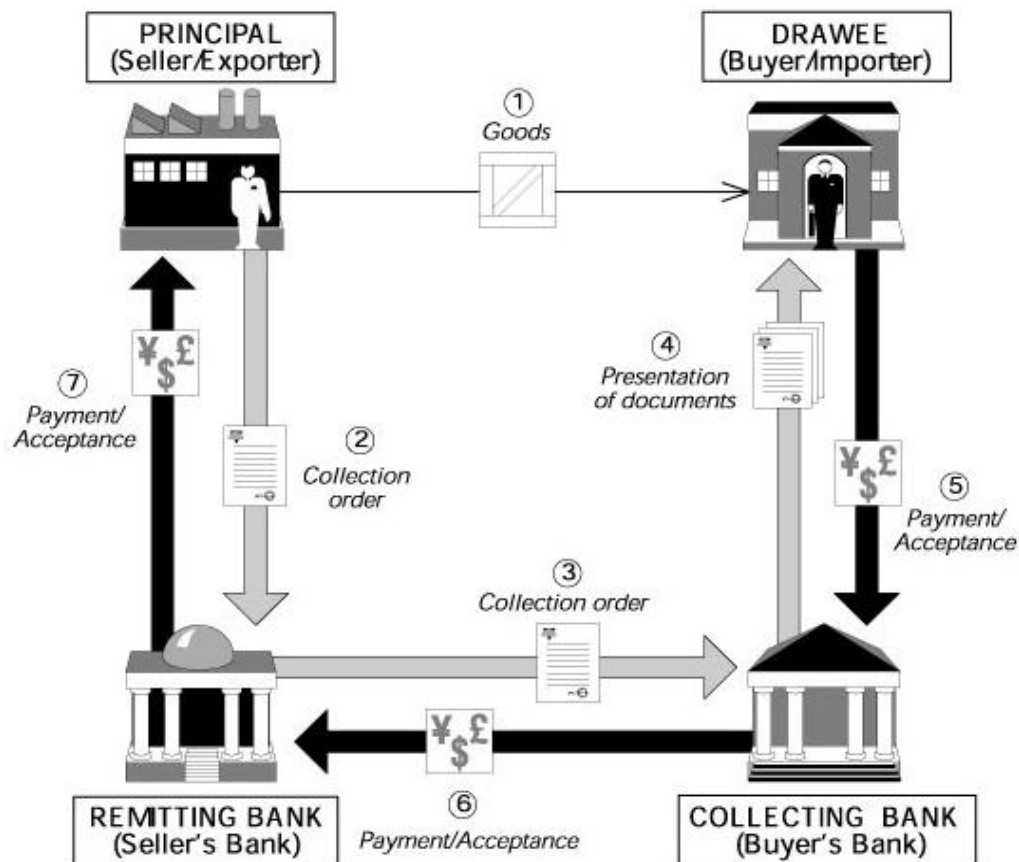 PRINCIPAL
(Seller/Exporter)
DRAWEE
(Buyer/Importer)
1
Goods
¥$£
7
Payment/
Acceptance
2
Collection
order
4
Presentation
of documents
¥$£
5
Payment/
Acceptance
3
Collection order
¥$£
6
Payment/Acceptance
REMITTING BANK
(Seller's Bank)
COLLECTING BANK
(Buyer's Bank)